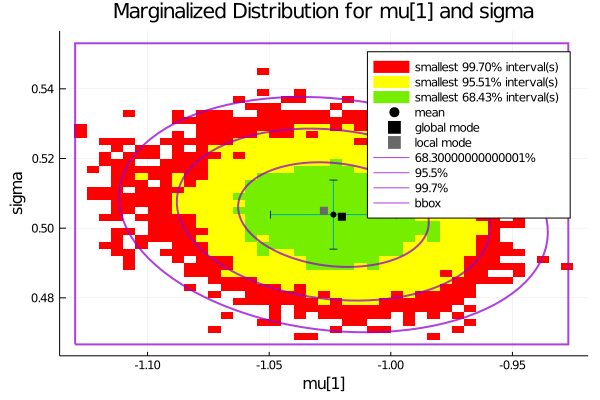 Marginalized Distribution for mu[1] and sigma
smallest 99.70% interval(s)
smallest 95.51% interval(s)
smallest 68.43% interval(s)
mean
global mode
local mode
68.30000000000001%
95.5%
99.7%
bbox
sigma
0.54
0.52
0.50
0.48
-1.10
-1.05
-1.00
-0.95
mu[1]